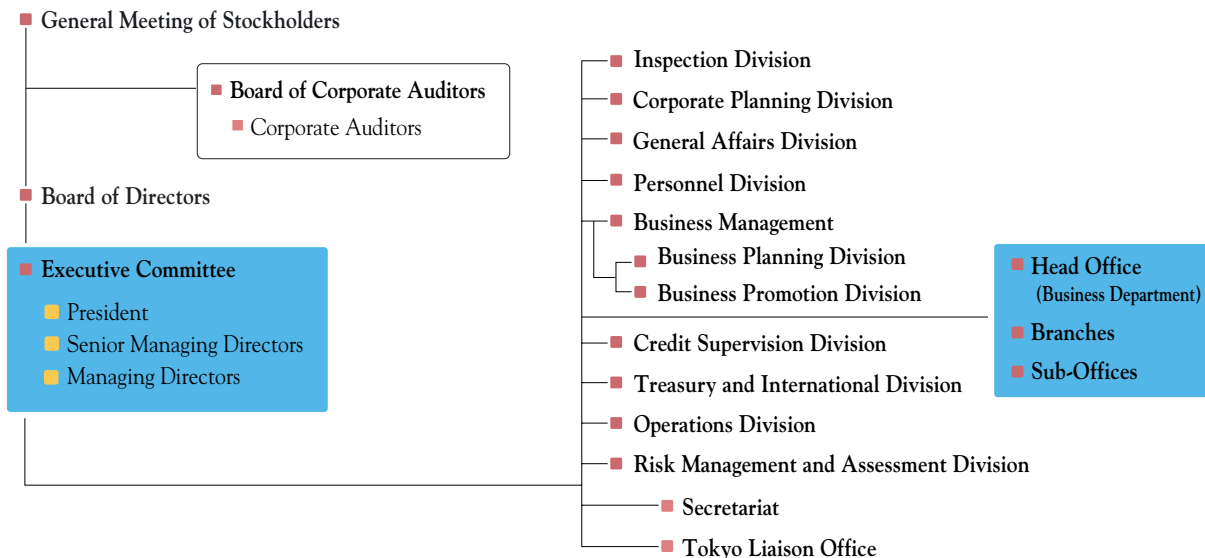 General Meeting of Stockholders
Board of Corporate Auditors
Corporate Auditors
Board of Directors
Executive Committee
President
Senior Managing Directors
Managing Directors
Inspection Division
Corporate Planning Division
General Affairs Division
Personnel Division
Business Management
Business Planning Division
Business Promotion Division
Credit Supervision Division
Treasury and International Division
Operations Division
Risk Management and Assessment Division
Secretariat
Tokyo Liaison Office
Head Office
(Business Department)
Branches
Sub-Offices